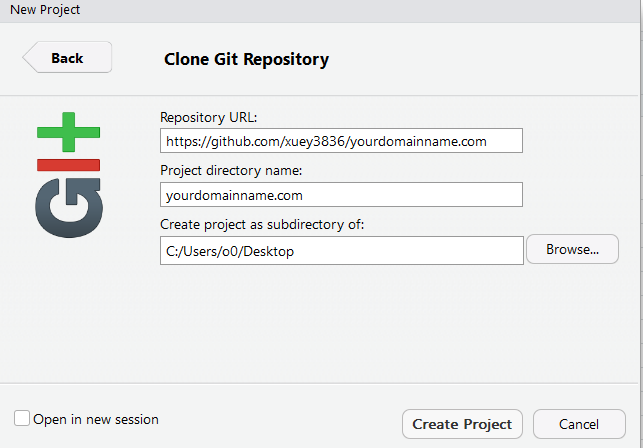 New Project
Back
Clone Git Repository
Repository URL:
https://github.com/xuey3836/yourdomainname.com
Project directory name:
yourdomainname.com
Create project as subdirectory of:
C:/Users/o0/Desktop
Browse...
GIT
Open in new session
Create Project
Cancel